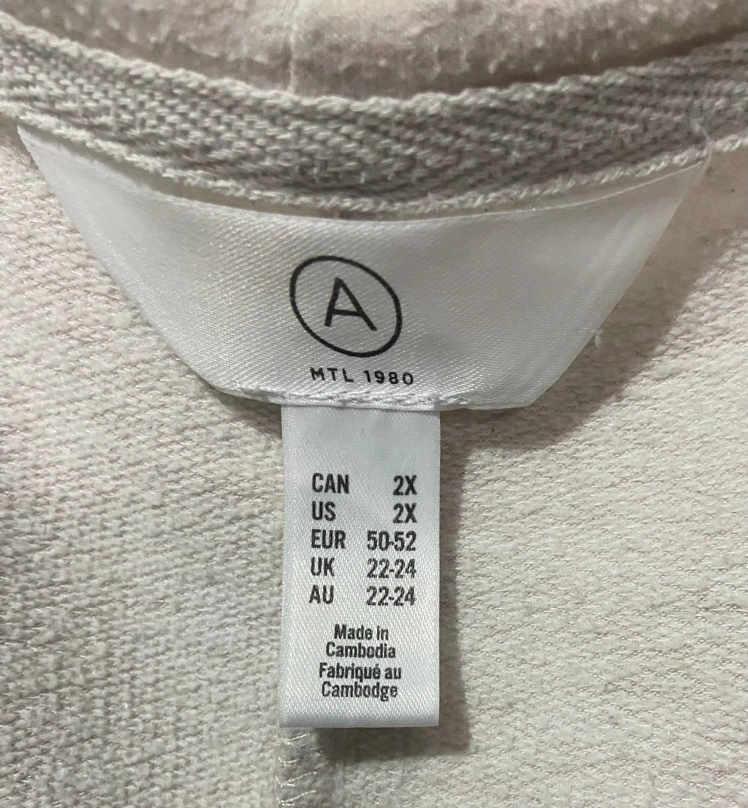 A
MTL 1980
CAN 2X
US 2X
EUR 50-52
UK 22-24
AU 22-24
Made in
Cambodia
Fabriqué au
Cambodge